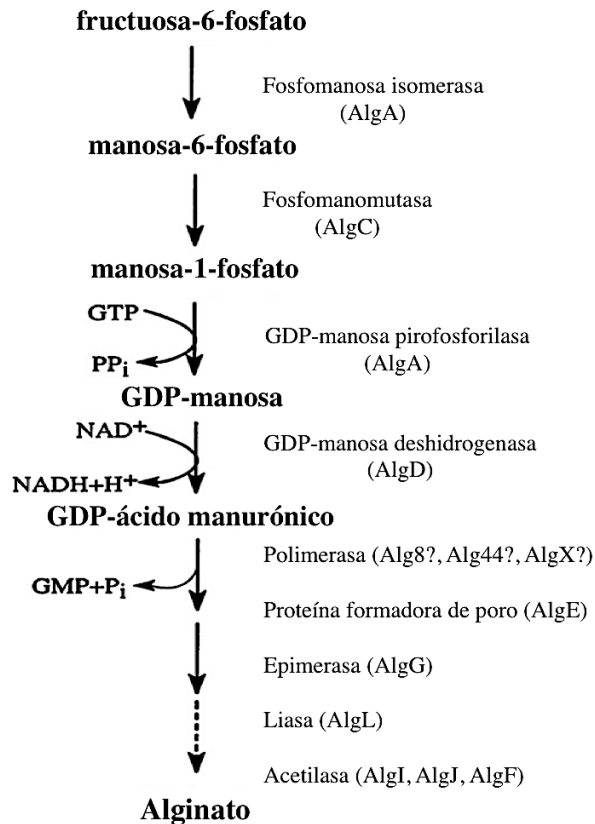 fructuosa-6-fosfato
Fosfomanosa isomerasa
(AlgA)
manosa-6-fosfato
Fosfomanomutasa
(AlgC)
manosa-1-fosfato
GTP
GDP-manosa pirofosforilasa
(AlgA)
PPi
GDP-manosa
NAD+
GDP-manosa deshidrogenasa
(AlgD)
NADH+H+
GDP-ácido manurónico
Polimerasa (Alg8?, Alg44?, AlgX?)
GMP+Pi
Proteína formadora de poro (AlgE)
Epimerasa (AlgG)
Liasa (AlgL)
Acetilasa (AlgI, AlgJ, AlgF)
Alginato